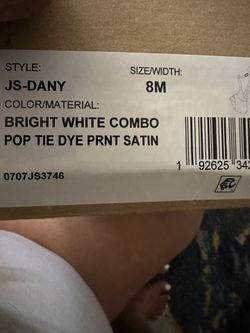 STYLE: SIZE/WIDTH:
JS-DANY 8M
COLOR/MATERIAL:
BRIGHT WHITE COMBO
POP TIE DYE PRNT SATIN
1 92625 342
0707JS3746